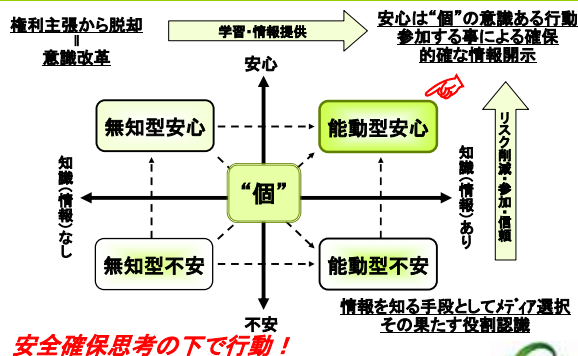 権利主張から脱却
＝
意識改革
学習・情報提供
安心は“個”の意識ある行動
参加する事による確保
的確な情報開示
安心
無知型安心
能動型安心
リスク削減・参加・信頼
知識（情報）なし
“個”
知識（情報）あり
無知型不安
能動型不安
不安
情報を知る手段としてﾒﾃﾞｨｱ選択
その果たす役割認識
安全確保思考の下で行動！